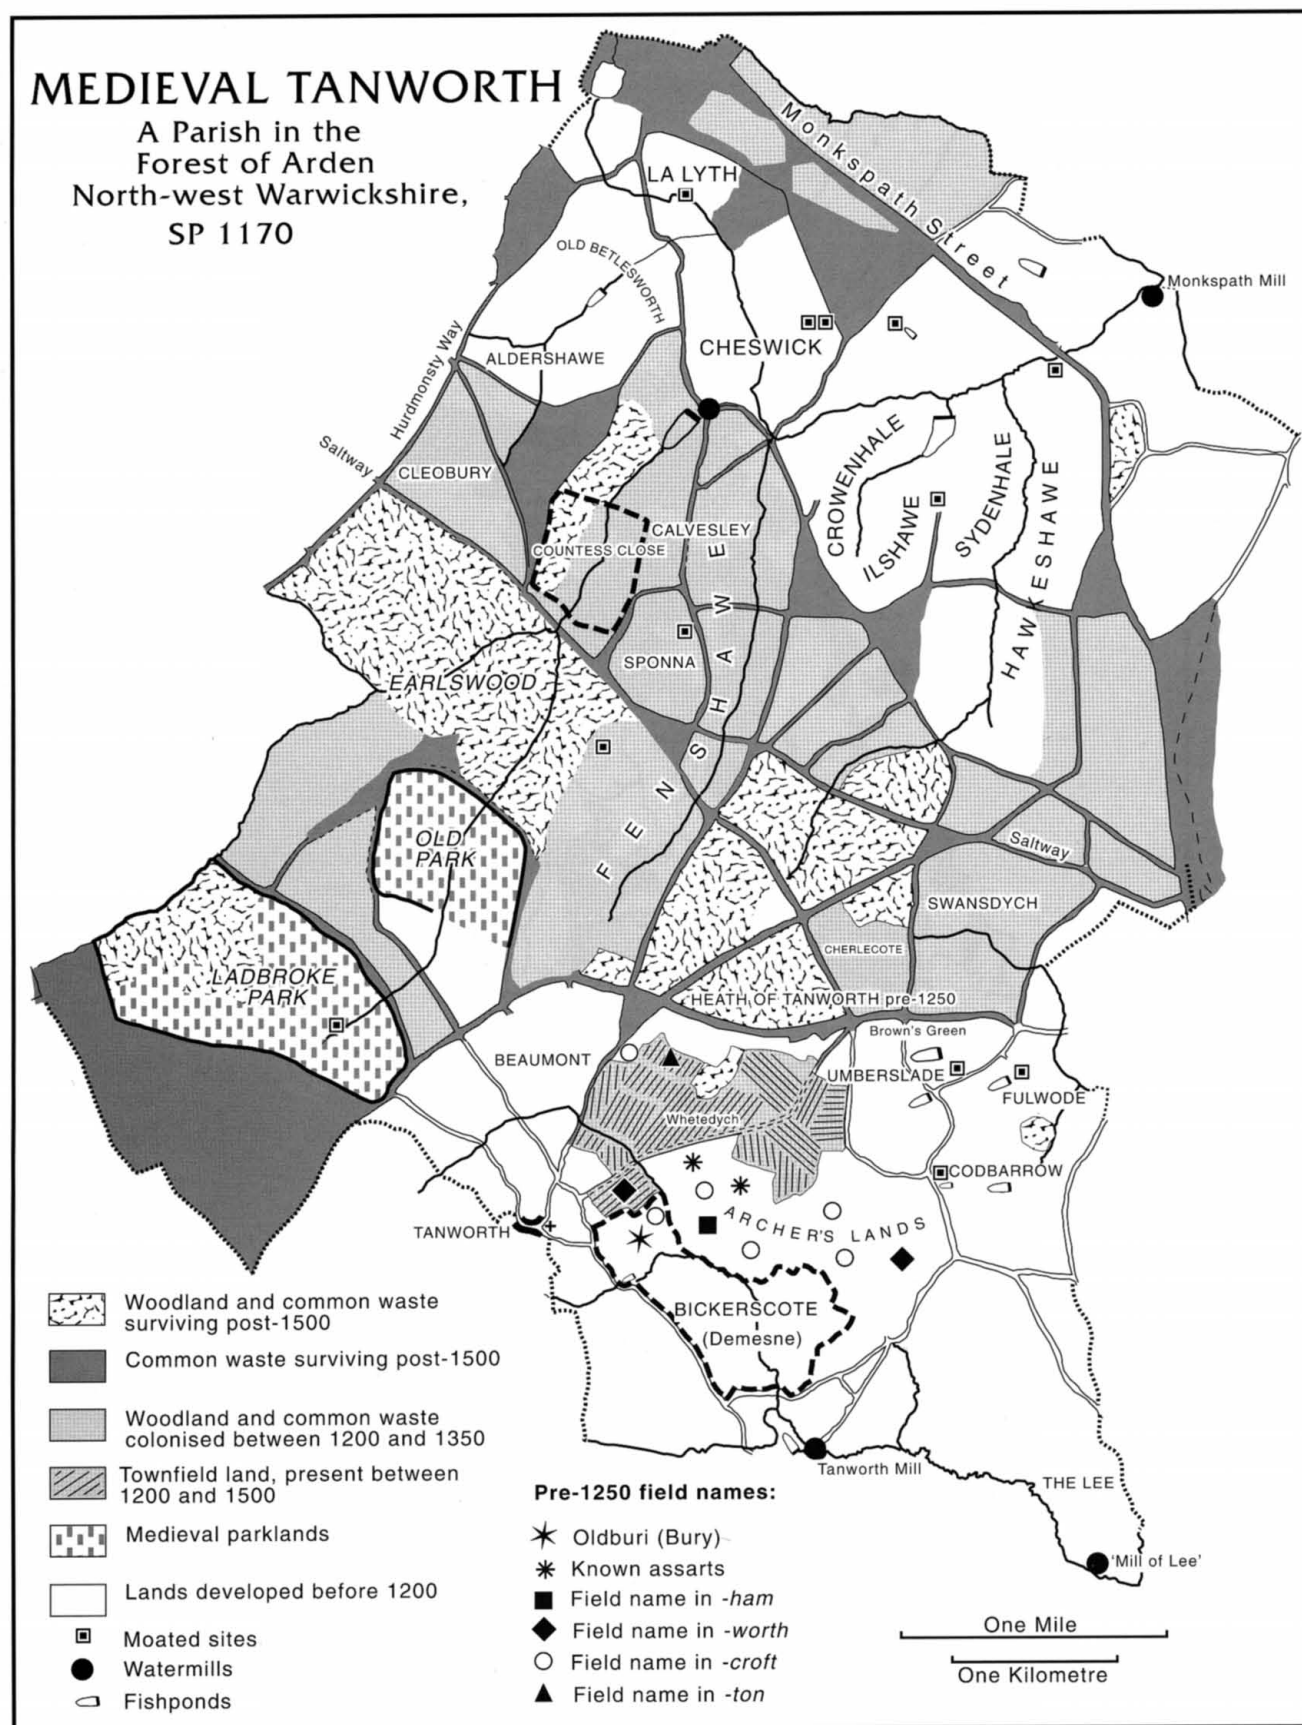 MEDIEVAL TANWORTH
A Parish in the
Forest of Arden
North-west Warwickshire,
SP 1170
Monkspath Street
LA LYTH
OLD BETLESWORTH
Monkspath Mill
Hurdmonsty Way
ALDERSHAWE
CHESWICK
Saltway
CLEOBURY
CROWENHALE
ILSHAWE
SYDENHALE
HAWKESHAWE
CALVESLEY
COUNTESS CLOSE
FENSHAWE
SPONNA
EARLSWOOD
OLD
PARK
Saltway
SWANSDYCH
CHERLECOTE
LADBROKE
PARK
HEATH OF TANWORTH pre-1250
Brown's Green
BEAUMONT
UMBERSLADE
FULWODE
Whetedych
CODBARROW
TANWORTH
ARCHER'S LANDS
BICKERSCOTE
(Demesne)
Tanworth Mill
THE LEE
'Mill of Lee'
Woodland and common waste
surviving post-1500
Common waste surviving post-1500
Woodland and common waste
colonised between 1200 and 1350
Townfield land, present between
1200 and 1500
Medieval parklands
Lands developed before 1200
Moated sites
Watermills
Fishponds
Pre-1250 field names:
Oldburi (Bury)
Known assarts
Field name in -ham
Field name in -worth
Field name in -croft
Field name in -ton
One Mile
One Kilometre